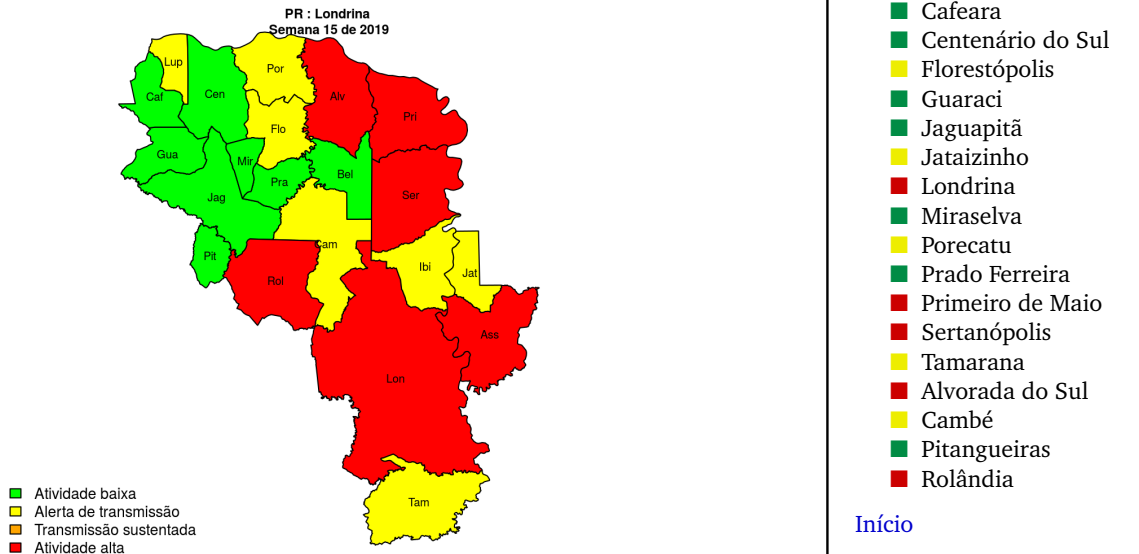 PR : Londrina
Semana 15 de 2019
Lup
Por
Caf
Cen
Alv
Pri
Flo
Gua
Mir
Bel
Pra
Jag
Ser
Cam
Pit
Rol
Ibi
Jat
Ass
Lon
Tam
Atividade baixa
Alerta de transmissão
Transmissão sustentada
Atividade alta
Cafeara
Centenário do Sul
Florestópolis
Guaraci
Jaguapitã
Jataizinho
Londrina
Miraselva
Porecatu
Prado Ferreira
Primeiro de Maio
Sertanópolis
Tamarana
Alvorada do Sul
Cambé
Pitangueiras
Rolândia
Início